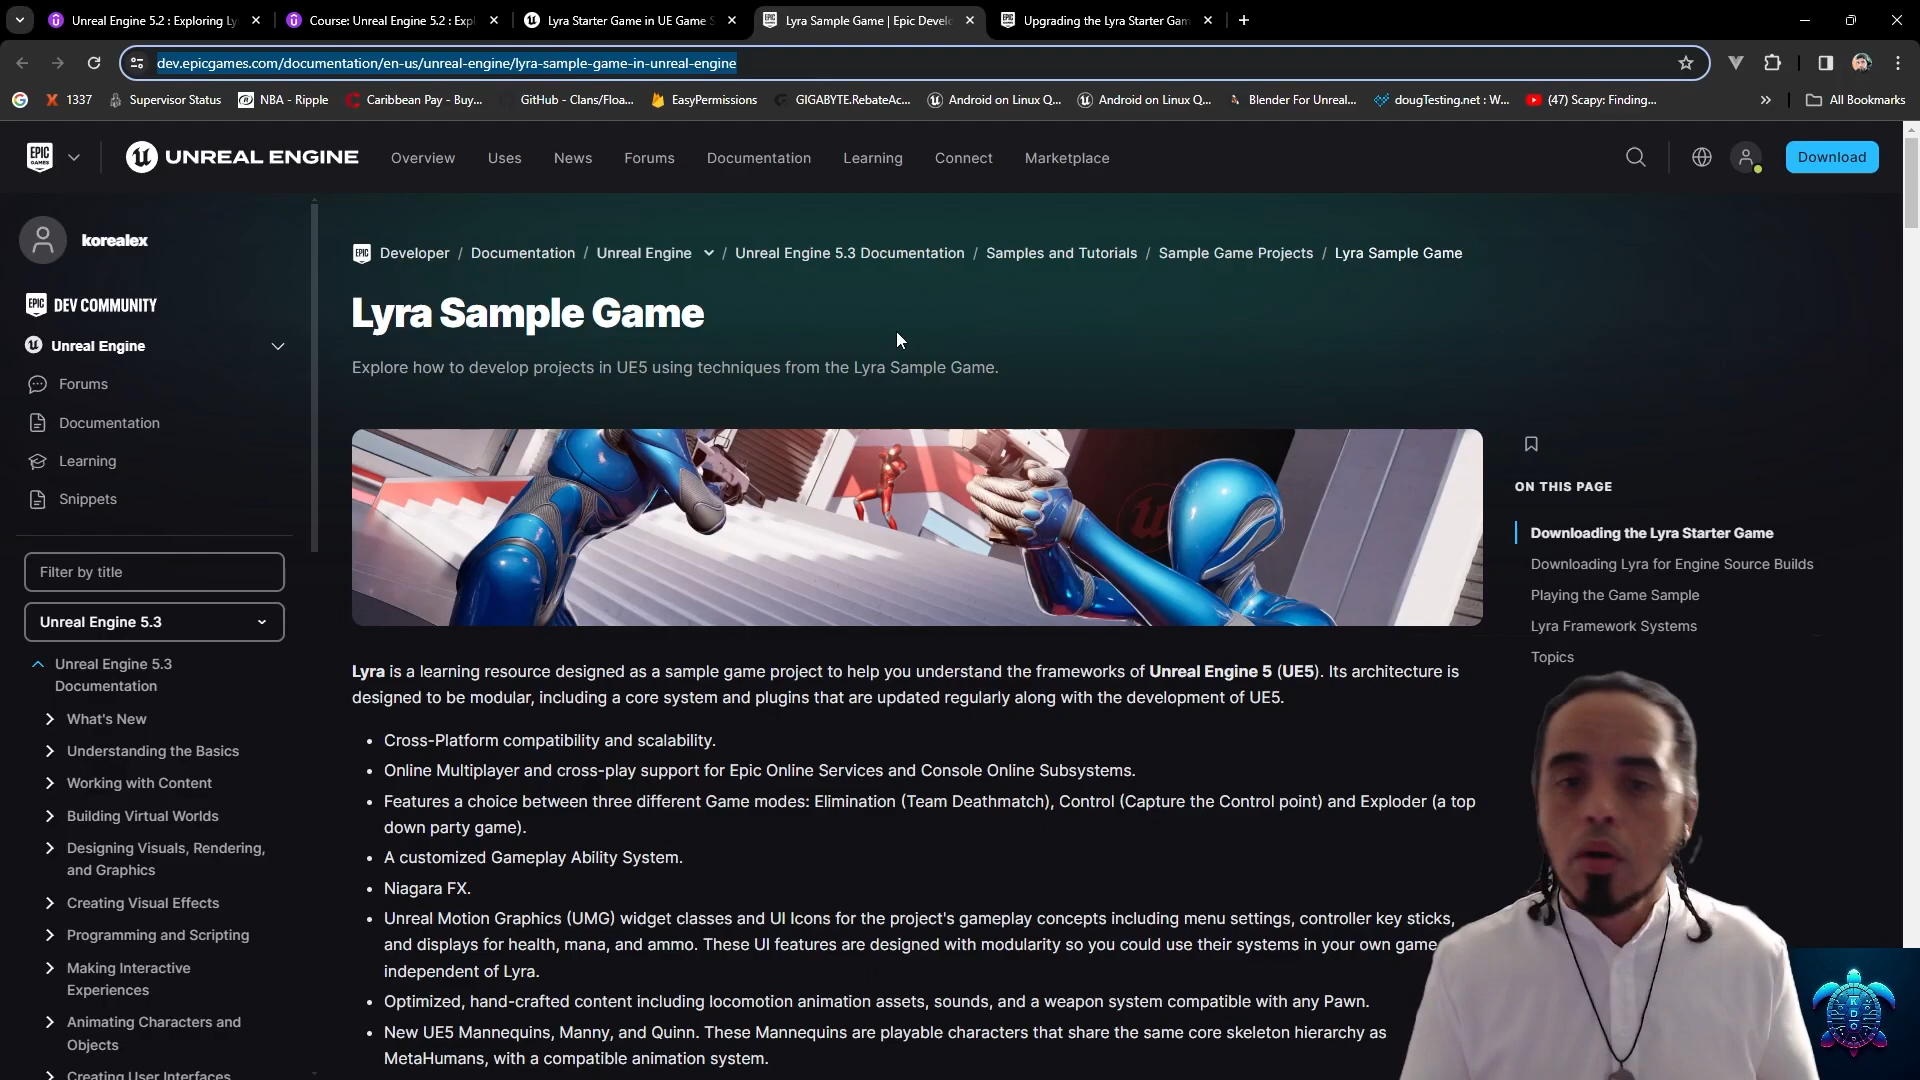 Unreal Engine 5.2 : Exploring Ly
Course: Unreal Engine 5.2 : Expl
Lyra Starter Game in UE Game S
Lyra Sample Game | Epic Devel
Upgrading the Lyra Starter Gam
dev.epicgames.com/documentation/en-us/unreal-engine/lyra-sample-game-in-unreal-engine
1337
Supervisor Status
NBA - Ripple
Caribbean Pay - Buy...
GitHub - Clans/Floa...
EasyPermissions
GIGABYTE.RebateAc...
Android on Linux Q...
Android on Linux Q...
Blender For Unreal...
dougTesting.net : W...
(47) Scapy: Finding...
All Bookmarks
EPIC GAMES
UNREAL ENGINE
Overview
Uses
News
Forums
Documentation
Learning
Connect
Marketplace
Download
korealex
EPIC GAMES DEV COMMUNITY
Unreal Engine
Forums
Documentation
Learning
Snippets
Filter by title
Unreal Engine 5.3
Unreal Engine 5.3
Documentation
What's New
Understanding the Basics
Working with Content
Building Virtual Worlds
Designing Visuals, Rendering,
and Graphics
Creating Visual Effects
Programming and Scripting
Making Interactive
Experiences
Animating Characters and
Objects
Creating User Interfaces
Developer / Documentation / Unreal Engine / Unreal Engine 5.3 Documentation / Samples and Tutorials / Sample Game Projects / Lyra Sample Game
Lyra Sample Game
Explore how to develop projects in UE5 using techniques from the Lyra Sample Game.
Lyra is a learning resource designed as a sample game project to help you understand the frameworks of Unreal Engine 5 (UE5). Its architecture is
designed to be modular, including a core system and plugins that are updated regularly along with the development of UE5.
• Cross-Platform compatibility and scalability.
• Online Multiplayer and cross-play support for Epic Online Services and Console Online Subsystems.
• Features a choice between three different Game modes: Elimination (Team Deathmatch), Control (Capture the Control point) and Exploder (a top
down party game).
• A customized Gameplay Ability System.
• Niagara FX.
• Unreal Motion Graphics (UMG) widget classes and UI Icons for the project's gameplay concepts including menu settings, controller key sticks,
and displays for health, mana, and ammo. These UI features are designed with modularity so you could use their systems in your own game
independent of Lyra.
• Optimized, hand-crafted content including locomotion animation assets, sounds, and a weapon system compatible with any Pawn.
• New UE5 Mannequins, Manny, and Quinn. These Mannequins are playable characters that share the same core skeleton hierarchy as
MetaHumans, with a compatible animation system.
ON THIS PAGE
Downloading the Lyra Starter Game
Downloading Lyra for Engine Source Builds
Playing the Game Sample
Lyra Framework Systems
Topics